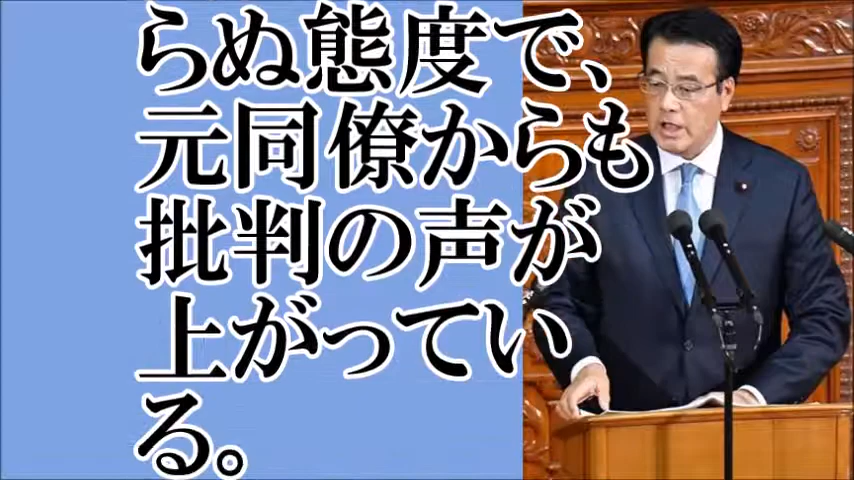 らぬ態度で、
元同僚からも
批判の声が
上がってい
る。